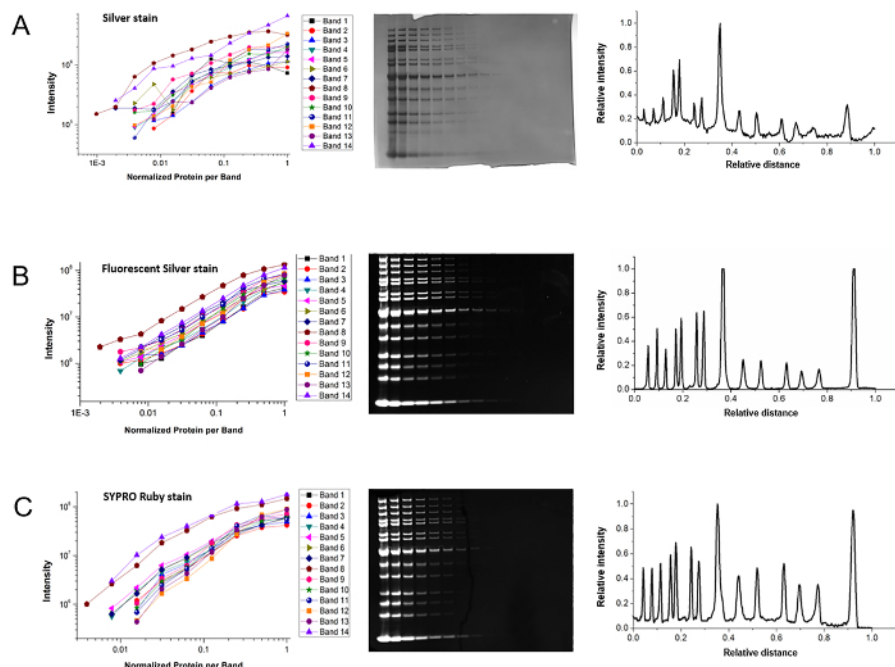 A
Silver stain
Intensity
10⁶
10⁵
1E-3
0.01
0.1
1
Normalized Protein per Band
Band 1
Band 2
Band 3
Band 4
Band 5
Band 6
Band 7
Band 8
Band 9
Band 10
Band 11
Band 12
Band 13
Band 14
Relative intensity
1.0
0.8
0.6
0.4
0.2
0.0
0.0
0.2
0.4
0.6
0.8
1.0
Relative distance
B
Fluorescent Silver stain
Intensity
10⁸
10⁷
10⁶
1E-3
0.01
0.1
1
Normalized Protein per Band
Band 1
Band 2
Band 3
Band 4
Band 5
Band 6
Band 7
Band 8
Band 9
Band 10
Band 11
Band 12
Band 13
Band 14
Relative intensity
1.0
0.8
0.6
0.4
0.2
0.0
0.0
0.2
0.4
0.6
0.8
1.0
Relative distance
C
SYPRO Ruby stain
Intensity
10⁷
0.01
0.1
1
Normalized Protein per Band
Band 1
Band 2
Band 3
Band 4
Band 5
Band 6
Band 7
Band 8
Band 9
Band 10
Band 11
Band 12
Band 13
Band 14
Relative intensity
1.0
0.8
0.6
0.4
0.2
0.0
0.0
0.2
0.4
0.6
0.8
1.0
Relative distance